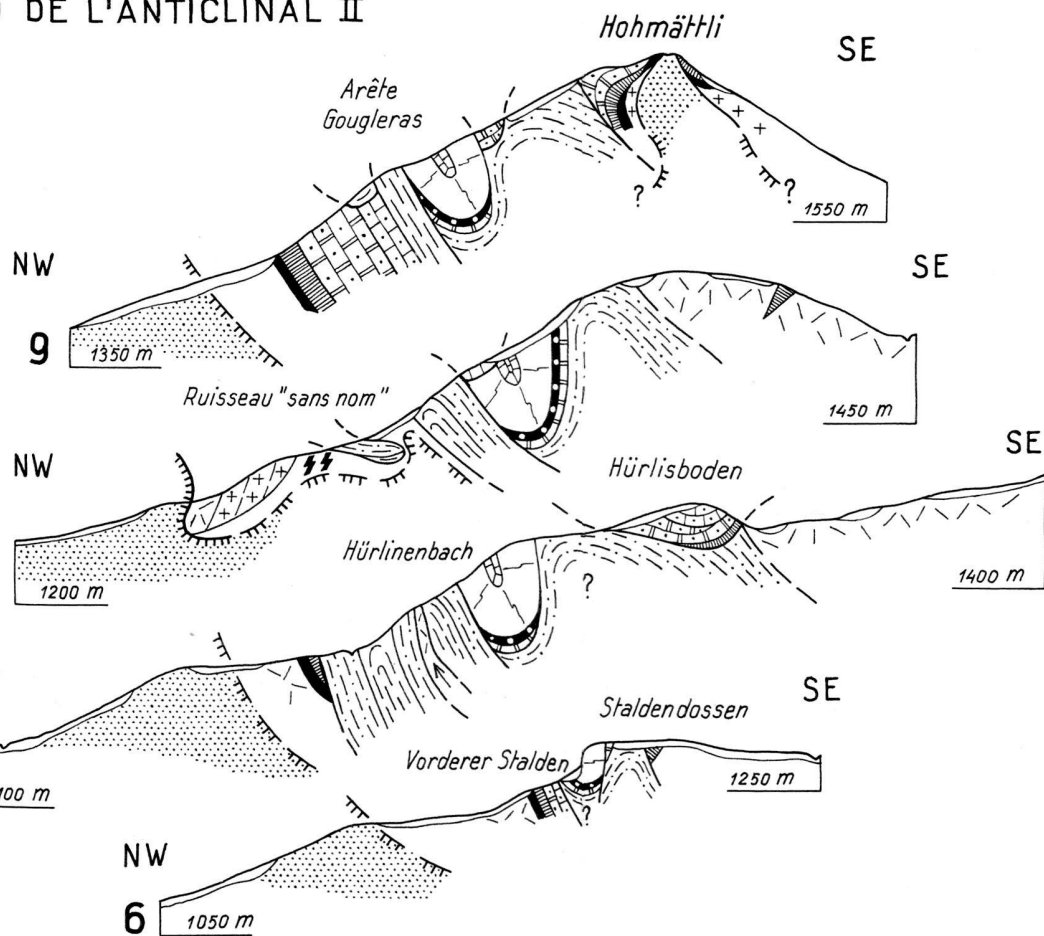 DE L'ANTICLINAL II
Hohmättli
SE
Arête
Gougleras
?
?
1550 m
NW
9
1350 m
SE
Ruisseau "sans nom"
1450 m
NW
SE
Hürlisboden
1200 m
Hürlinenbach
?
1400 m
SE
Staldendossen
Vorderer Stalden
1250 m
00 m
?
NW
6
1050 m